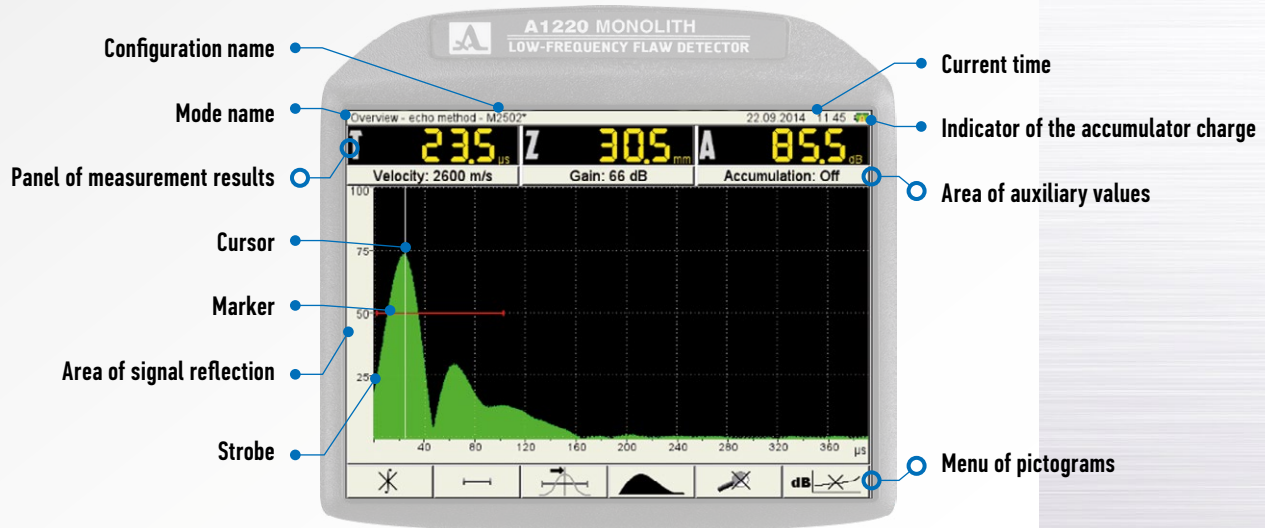 A1220 MONOLITH
LOW-FREQUENCY FLAW DETECTOR
Configuration name
Mode name
Panel of measurement results
Cursor
Marker
Area of signal reflection
Strobe
Current time
Indicator of the accumulator charge
Area of auxiliary values
Menu of pictograms
Overview - echo method - M2502*
22.09.2014 11 45
T 23.5 µs Z 30.5 mm A 85.5 dB
Velocity: 2600 m/s Gain: 66 dB Accumulation: Off
100
75
50
25
40 80 120 160 200 240 280 320 360 µs
dB